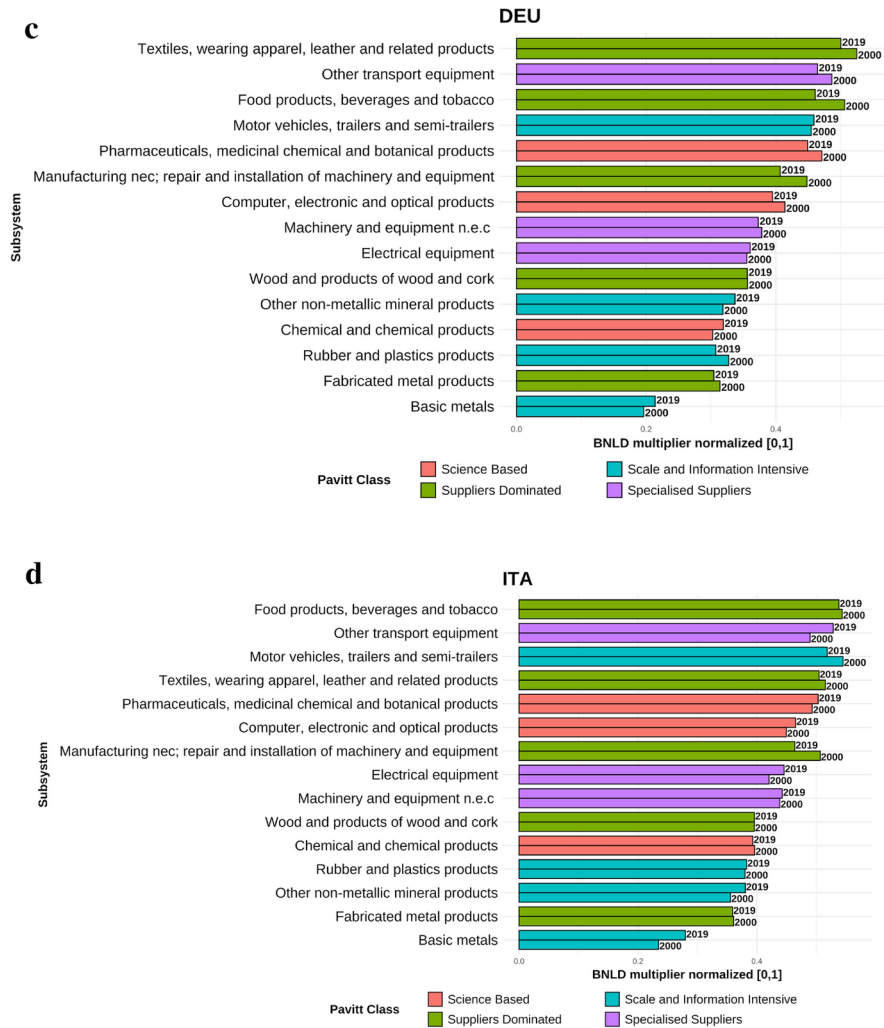 c
DEU
Subsystem
Textiles, wearing apparel, leather and related products
2019
2000
Other transport equipment
2019
2000
Food products, beverages and tobacco
2019
2000
Motor vehicles, trailers and semi-trailers
2019
2000
Pharmaceuticals, medicinal chemical and botanical products
2019
2000
Manufacturing nec; repair and installation of machinery and equipment
2019
2000
Computer, electronic and optical products
2019
2000
Machinery and equipment n.e.c
2019
2000
Electrical equipment
2019
2000
Wood and products of wood and cork
2019
2000
Other non-metallic mineral products
2019
2000
Chemical and chemical products
2019
2000
Rubber and plastics products
2019
2000
Fabricated metal products
2019
2000
Basic metals
2019
2000
0.0 0.2 0.4
BNLD multiplier normalized [0,1]
Pavitt Class
Science Based
Scale and Information Intensive
Suppliers Dominated
Specialised Suppliers
d
ITA
Subsystem
Food products, beverages and tobacco
2019
2000
Other transport equipment
2019
2000
Motor vehicles, trailers and semi-trailers
2019
2000
Textiles, wearing apparel, leather and related products
2019
2000
Pharmaceuticals, medicinal chemical and botanical products
2019
2000
Computer, electronic and optical products
2019
2000
Manufacturing nec; repair and installation of machinery and equipment
2019
2000
Electrical equipment
2019
2000
Machinery and equipment n.e.c
2019
2000
Wood and products of wood and cork
2019
2000
Chemical and chemical products
2019
2000
Rubber and plastics products
2019
2000
Other non-metallic mineral products
2019
2000
Fabricated metal products
2019
2000
Basic metals
2019
2000
0.0 0.2 0.4
BNLD multiplier normalized [0,1]
Pavitt Class
Science Based
Scale and Information Intensive
Suppliers Dominated
Specialised Suppliers